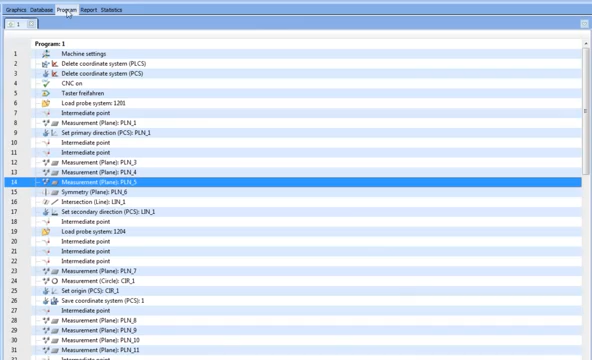 Graphics Database Program Report Statistics
1
Program: 1
1 Machine settings
2 Delete coordinate system (PLCS)
3 Delete coordinate system (PCS)
4 CNC on
5 Taster freifahren
6 Load probe system: 1201
7 Intermediate point
8 Measurement (Plane): PLN_1
9 Set primary direction (PCS): PLN_1
10 Intermediate point
11 Intermediate point
12 Measurement (Plane): PLN_3
13 Measurement (Plane): PLN_4
14 Measurement (Plane): PLN_5
15 Symmetry (Plane): PLN_6
16 Intersection (Line): LIN_1
17 Set secondary direction (PCS): LIN_1
18 Intermediate point
19 Load probe system: 1204
20 Intermediate point
21 Intermediate point
22 Intermediate point
23 Measurement (Plane): PLN_7
24 Measurement (Circle): CIR_1
25 Set origin (PCS): CIR_1
26 Save coordinate system (PCS): 1
27 Intermediate point
28 Measurement (Plane): PLN_8
29 Measurement (Plane): PLN_9
30 Measurement (Plane): PLN_10
31 Measurement (Plane): PLN_11